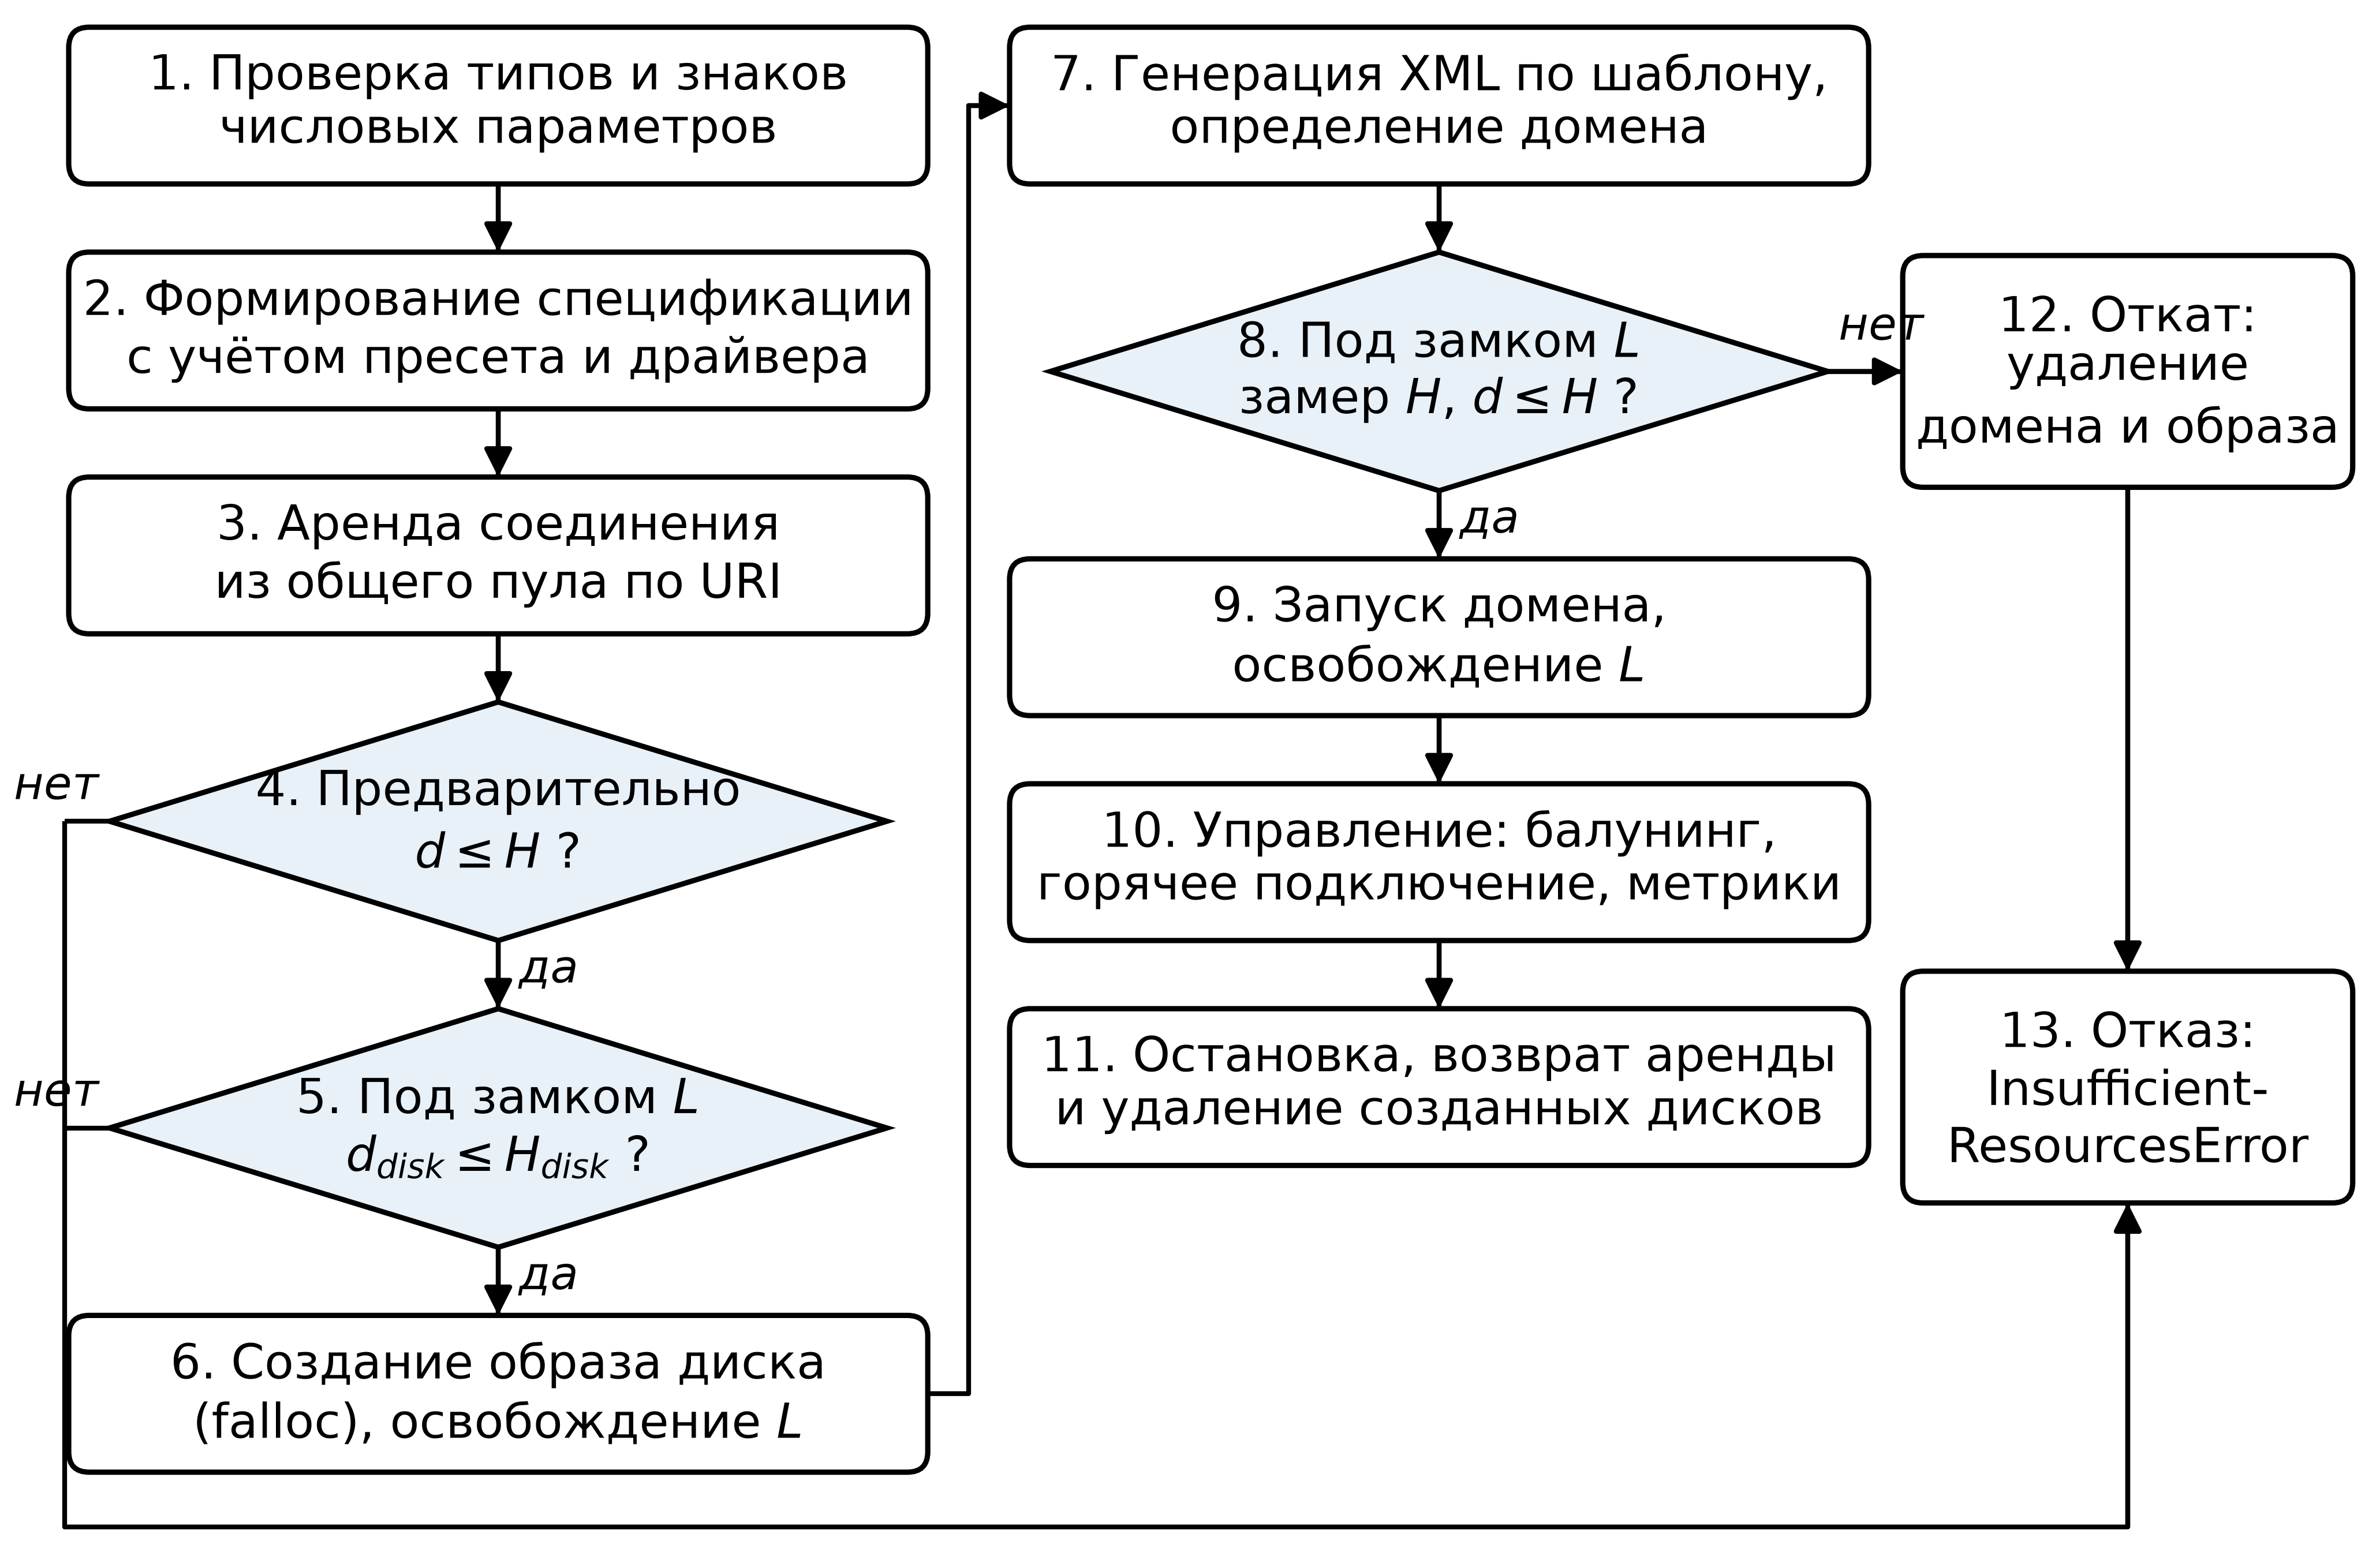 1. Проверка типов и знаков
числовых параметров
2. Формирование спецификации
с учётом пресета и драйвера
3. Аренда соединения
из общего пула по URI
нет
4. Предварительно
d ≤ H ?
да
нет
5. Под замком L
d_disk ≤ H_disk ?
да
6. Создание образа диска
(falloc), освобождение L
7. Генерация XML по шаблону,
определение домена
8. Под замком L
замер H, d ≤ H ?
нет
да
9. Запуск домена,
освобождение L
10. Управление: балунинг,
горячее подключение, метрики
11. Остановка, возврат аренды
и удаление созданных дисков
12. Откат:
удаление
домена и образа
13. Отказ:
Insufficient-
ResourcesError